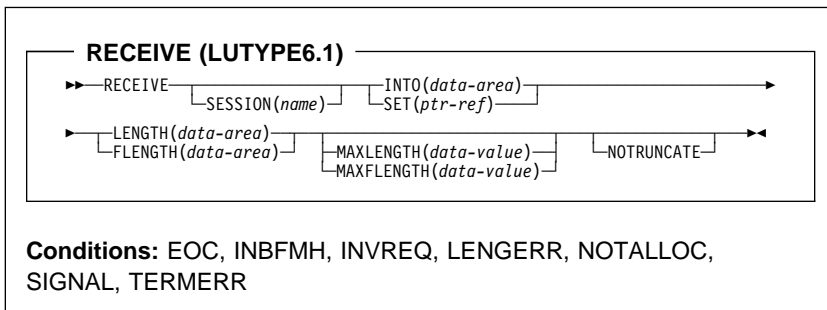 RECEIVE (LUTYPE6.1)
RECEIVE INTO(data-area)
SESSION(name) SET(ptr-ref)
LENGTH(data-area)
FLENGTH(data-area) MAXLENGTH(data-value) NOTRUNCATE
MAXFLENGTH(data-value)
Conditions: EOC, INBFMH, INVREQ, LENGERR, NOTALLOC,
SIGNAL, TERMERR